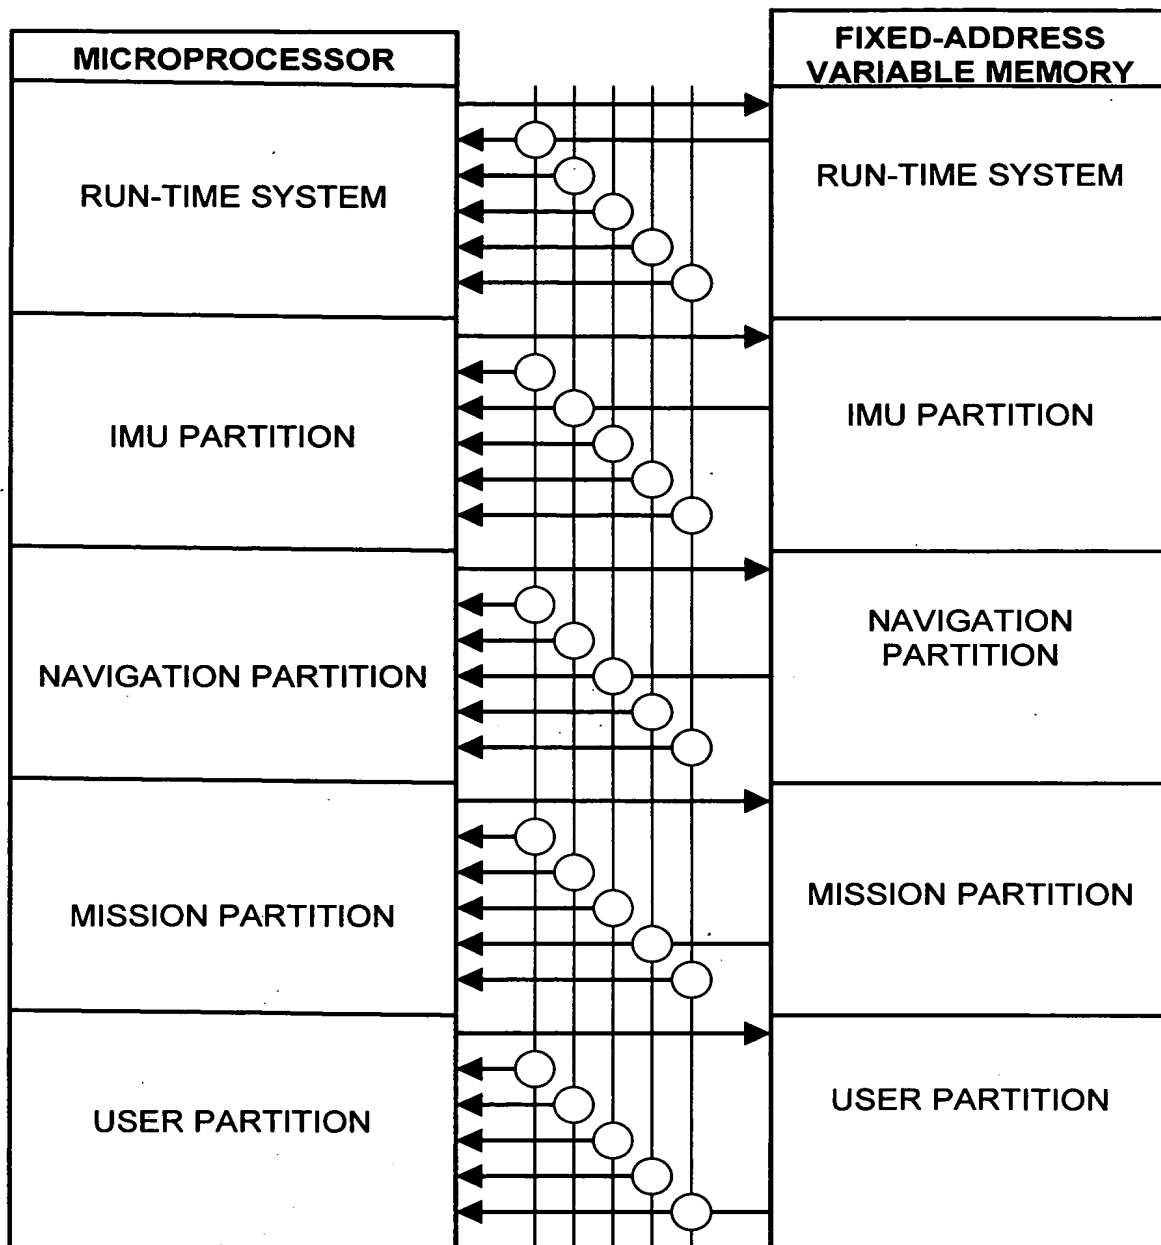 MICROPROCESSOR
FIXED-ADDRESS
VARIABLE MEMORY
RUN-TIME SYSTEM
RUN-TIME SYSTEM
IMU PARTITION
IMU PARTITION
NAVIGATION PARTITION
NAVIGATION
PARTITION
MISSION PARTITION
MISSION PARTITION
USER PARTITION
USER PARTITION